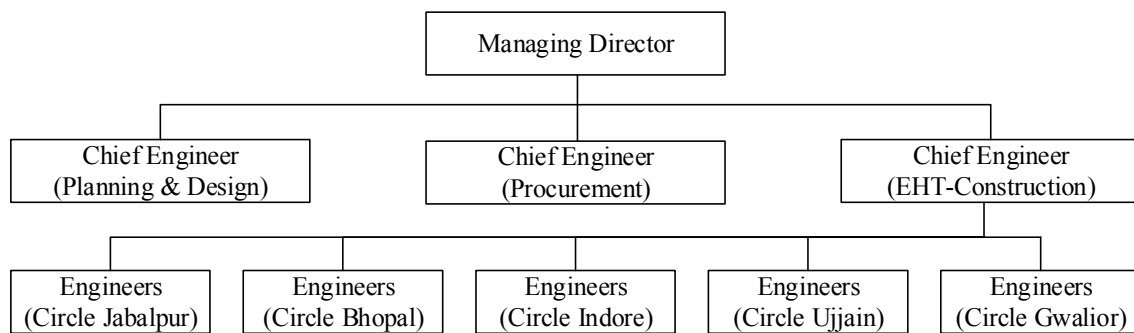 Managing Director
Chief Engineer
(Planning & Design)
Chief Engineer
(Procurement)
Chief Engineer
(EHT-Construction)
Engineers
(Circle Jabalpur)
Engineers
(Circle Bhopal)
Engineers
(Circle Indore)
Engineers
(Circle Ujjain)
Engineers
(Circle Gwalior)